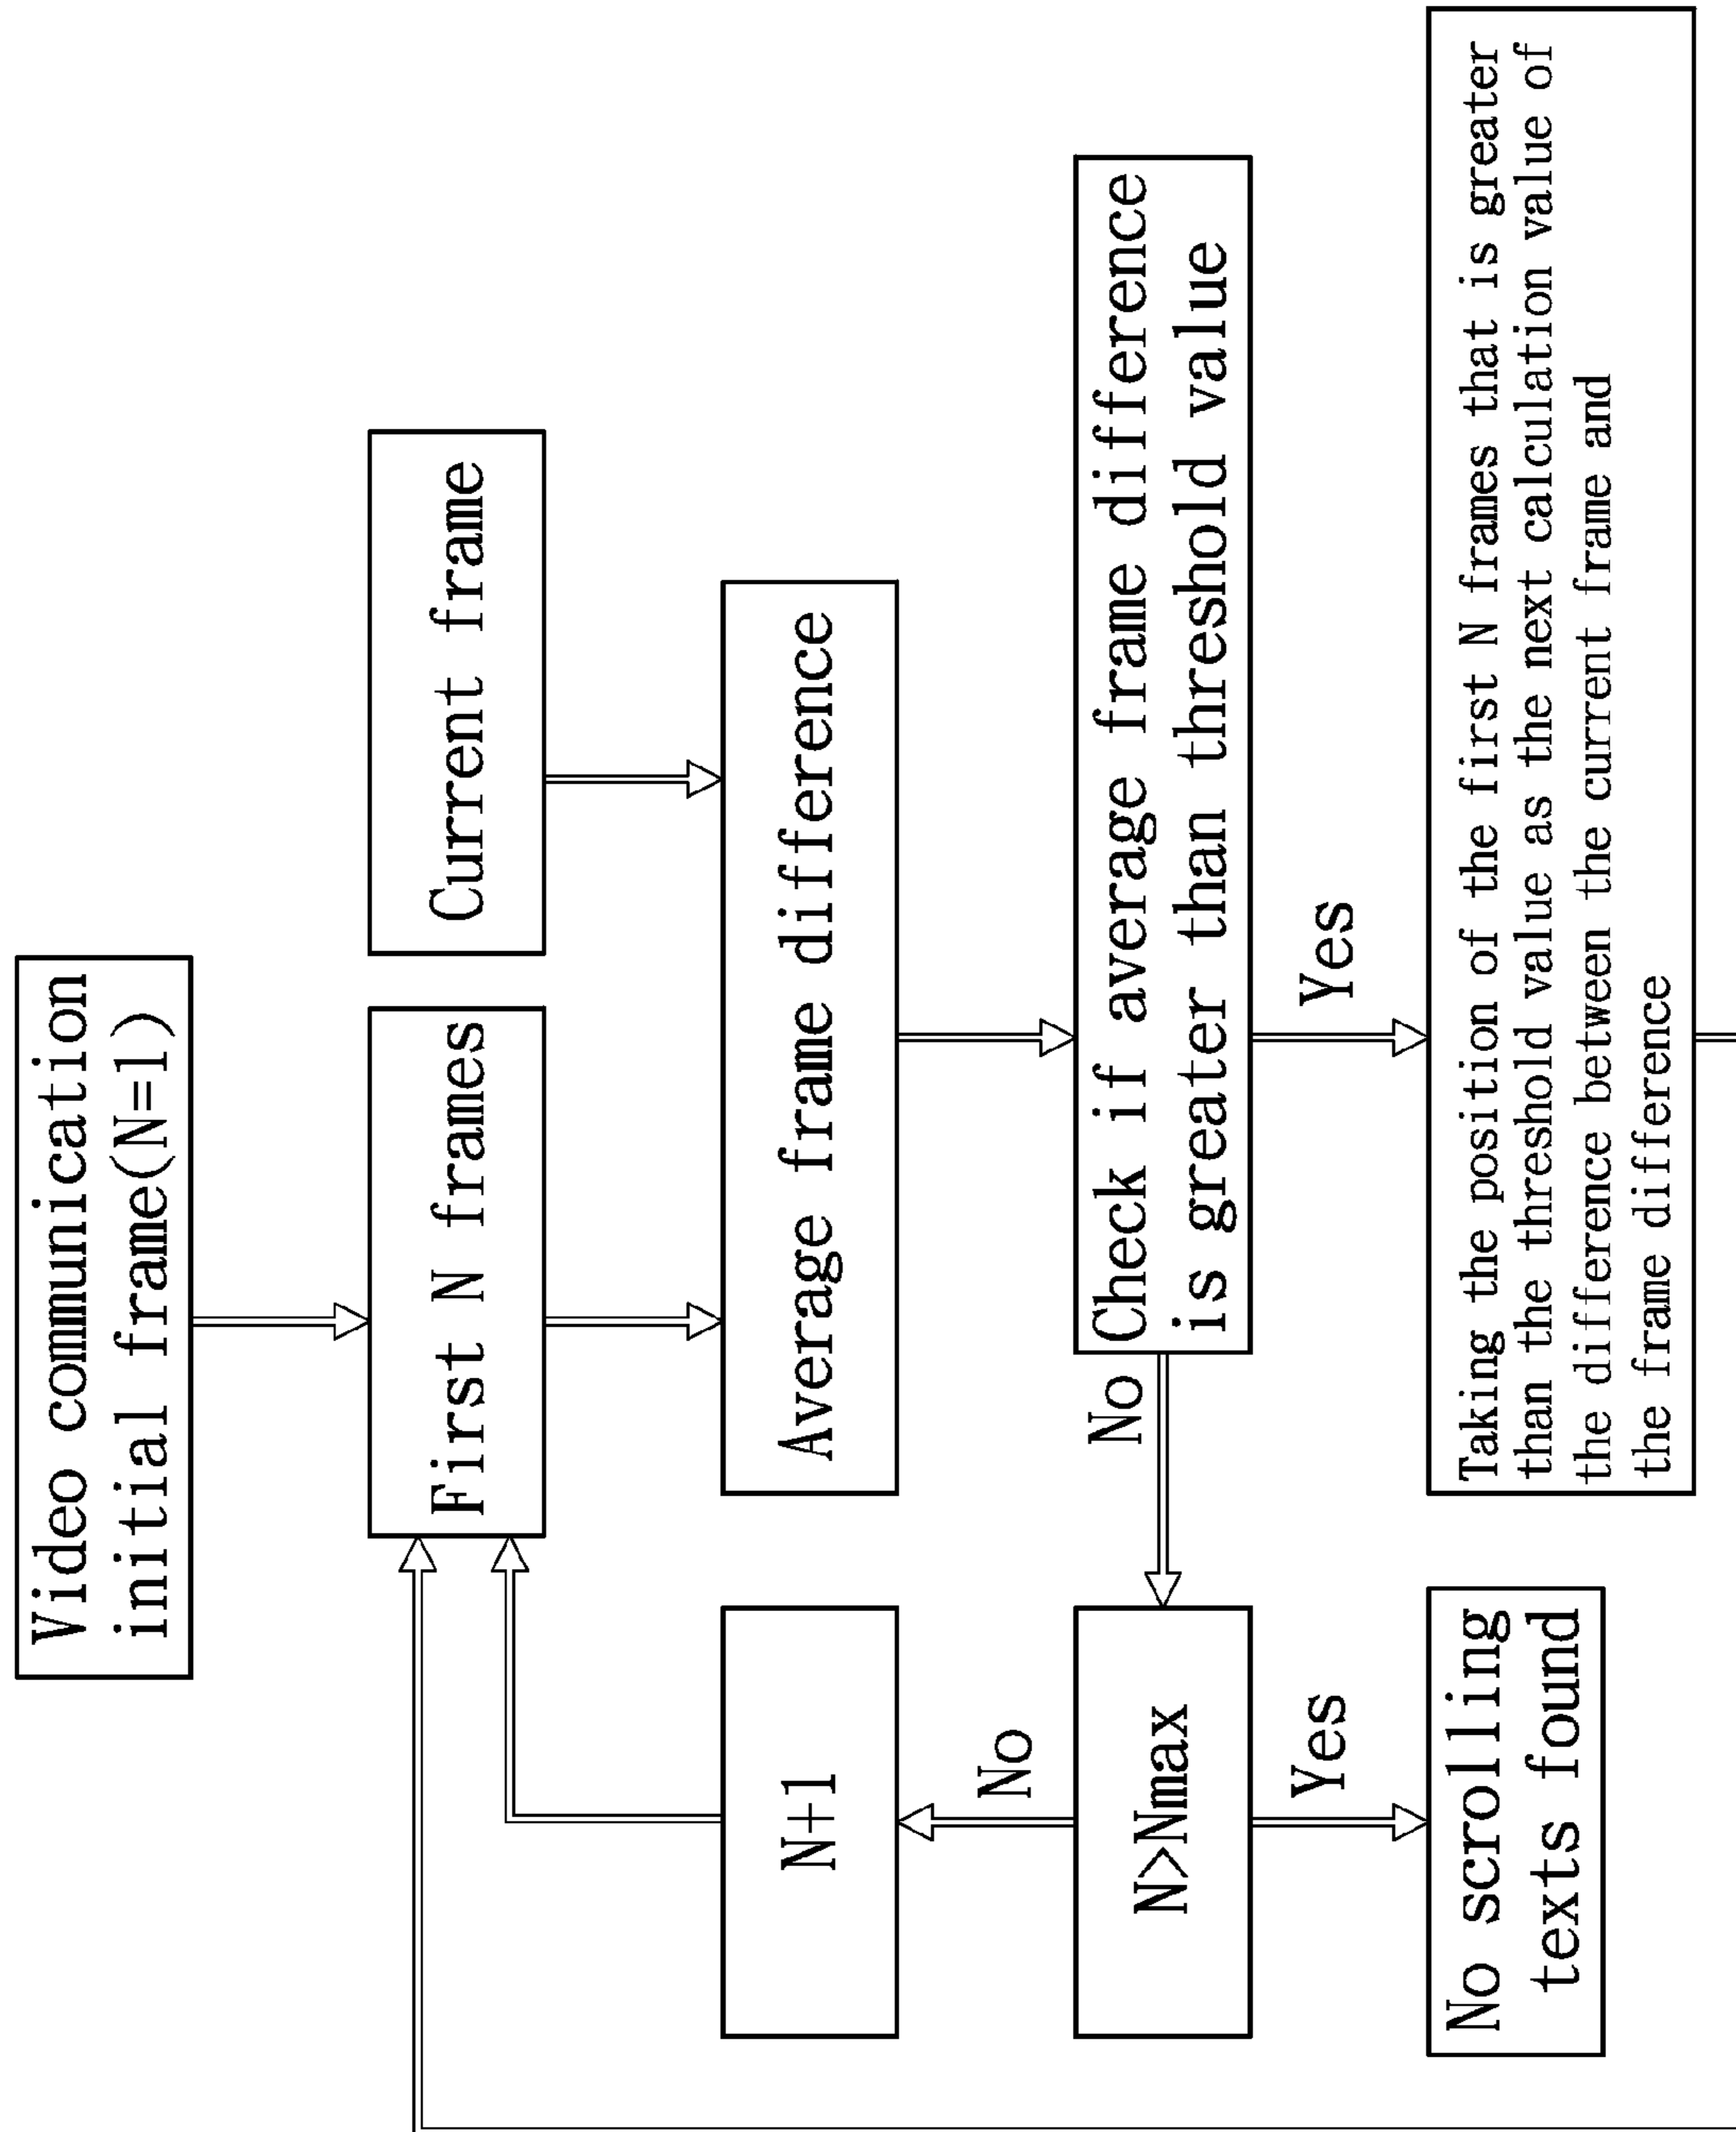 Video communication
initial frame(N=1)
First N frames
Current frame
Average frame difference
Check if average frame difference
is greater than threshold value
No
Yes
N+1
No
N>Nmax
Yes
No scrolling
texts found
Taking the position of the first N frames that is greater
than the threshold value as the next calculation value of
the difference between the current frame and
the frame difference